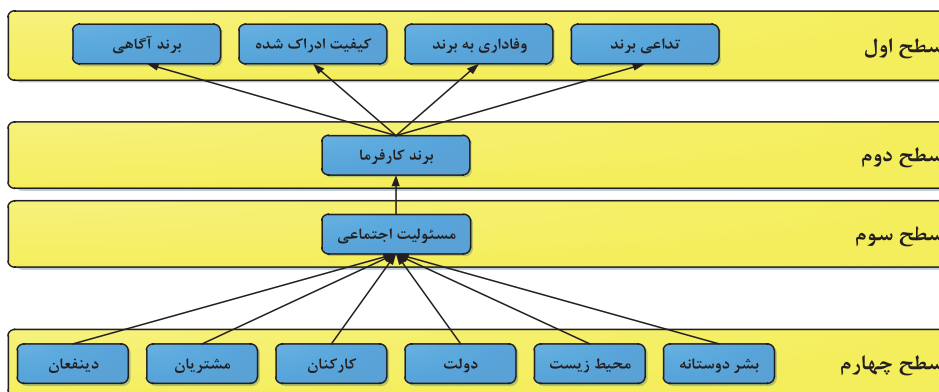 سطح اول
تداعی برند
وفاداری به برند
کیفیت ادراک شده
برند آگاهی
سطح دوم
برند کارفرما
سطح سوم
مسئولیت اجتماعی
سطح چهارم
بشر دوستانه
محیط زیست
دولت
کارکنان
مشتریان
دینفعان